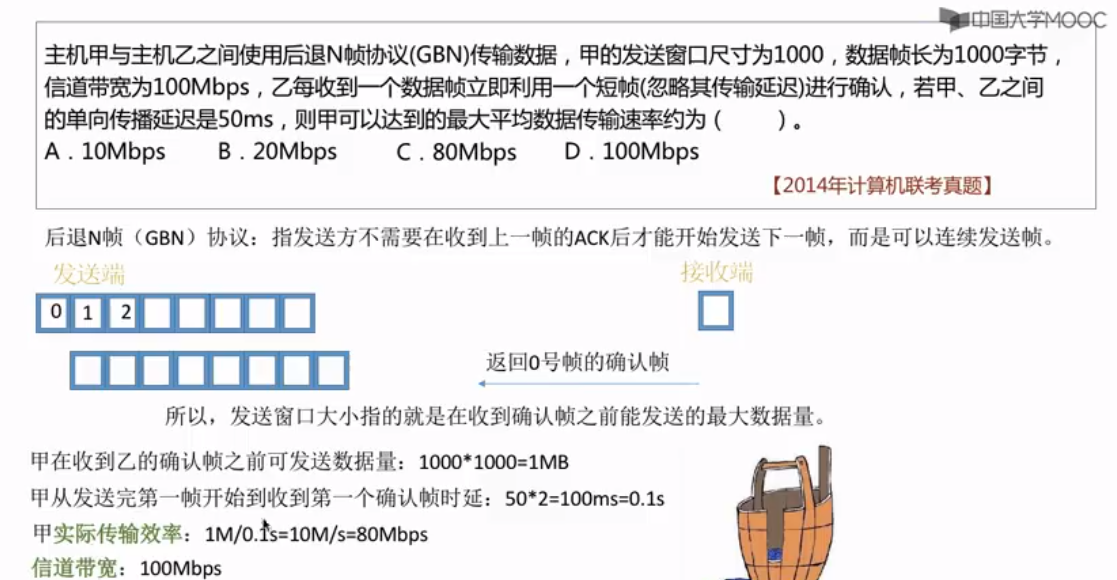 中国大学MOOC
主机甲与主机乙之间使用后退N帧协议(GBN)传输数据，甲的发送窗口尺寸为1000，数据帧长为1000字节，
信道带宽为100Mbps，乙每收到一个数据帧立即利用一个短帧(忽略其传输延迟)进行确认，若甲、乙之间
的单向传播延迟是50ms，则甲可以达到的最大平均数据传输速率约为（　　）。
A．10Mbps B．20Mbps C．80Mbps D．100Mbps
【2014年计算机联考真题】
后退N帧（GBN）协议：指发送方不需要在收到上一帧的ACK后才能开始发送下一帧，而是可以连续发送帧。
发送端 接收端
0 1 2
返回0号帧的确认帧
所以，发送窗口大小指的就是在收到确认帧之前能发送的最大数据量。
甲在收到乙的确认帧之前可发送数据量：1000*1000=1MB
甲从发送完第一帧开始到收到第一个确认帧时延：50*2=100ms=0.1s
甲实际传输效率：1M/0.1s=10M/s=80Mbps
信道带宽：100Mbps